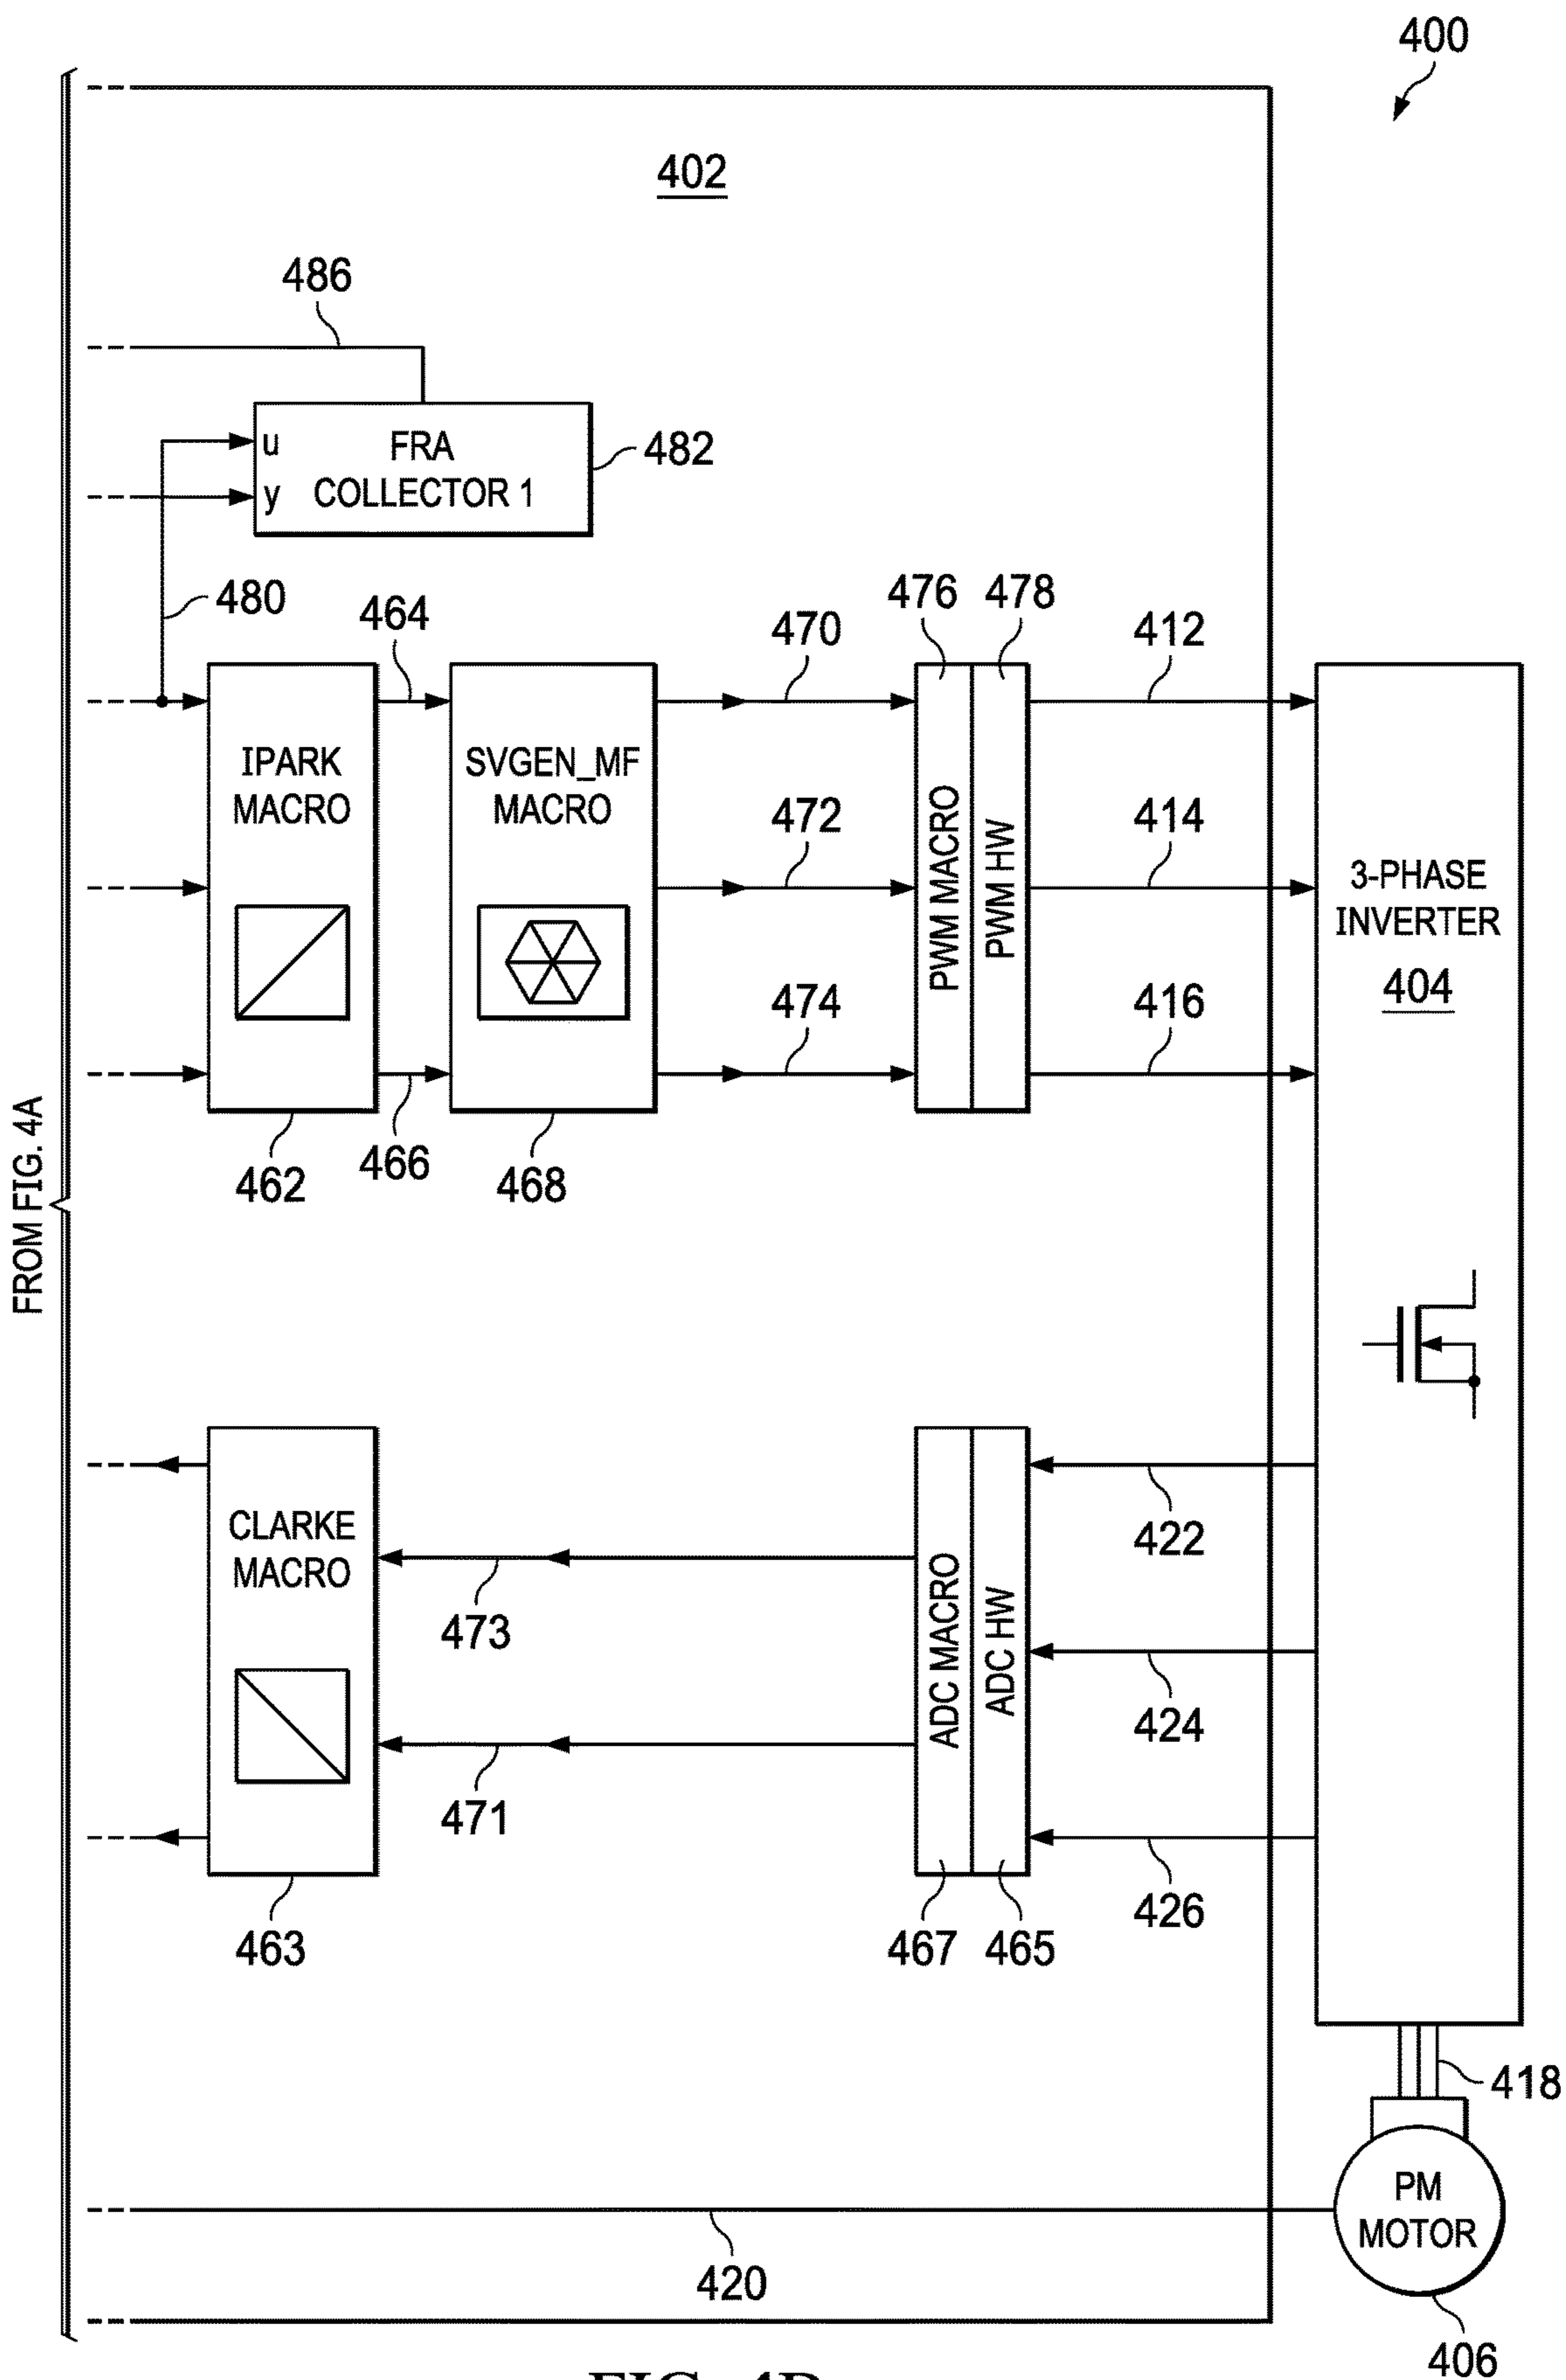 400
402
486
u
y
FRA
COLLECTOR 1
482
480
464
470
476
478
412
IPARK
MACRO
SVGEN_MF
MACRO
472
PWM MACRO
PWM HW
414
3-PHASE
INVERTER
404
474
416
462
466
468
FROM FIG. 4A
CLARKE
MACRO
473
471
ADC MACRO
ADC HW
422
424
426
463
467
465
418
PM
MOTOR
420
406
FIG. 4B